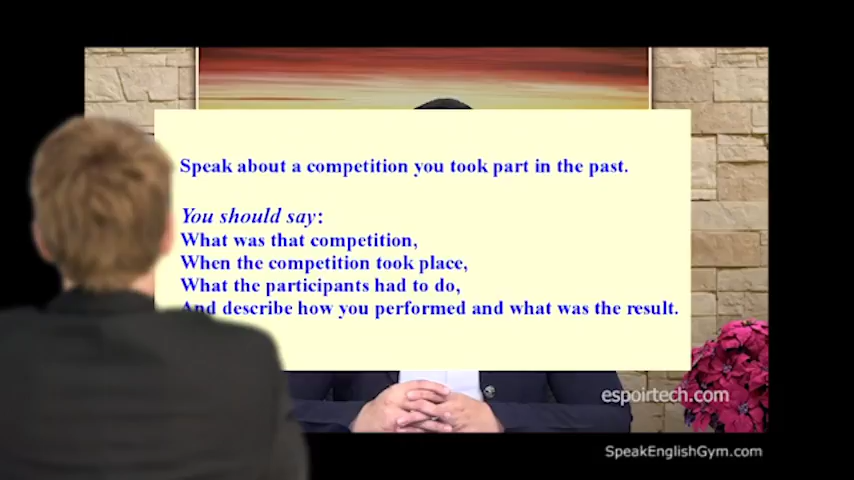 Speak about a competition you took part in the past.
You should say:
What was that competition,
When the competition took place,
What the participants had to do,
And describe how you performed and what was the result.
espoirtech.com
SpeakEnglishGym.com